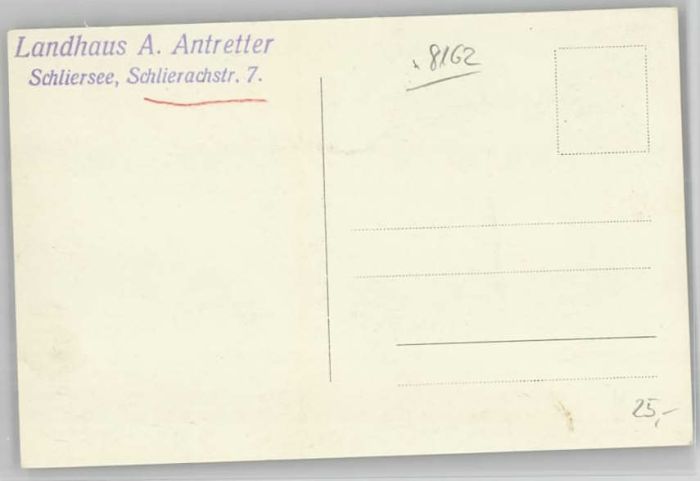 Landhaus A. Antretter
Schliersee, Schlierachstr. 7.
8162
25,-